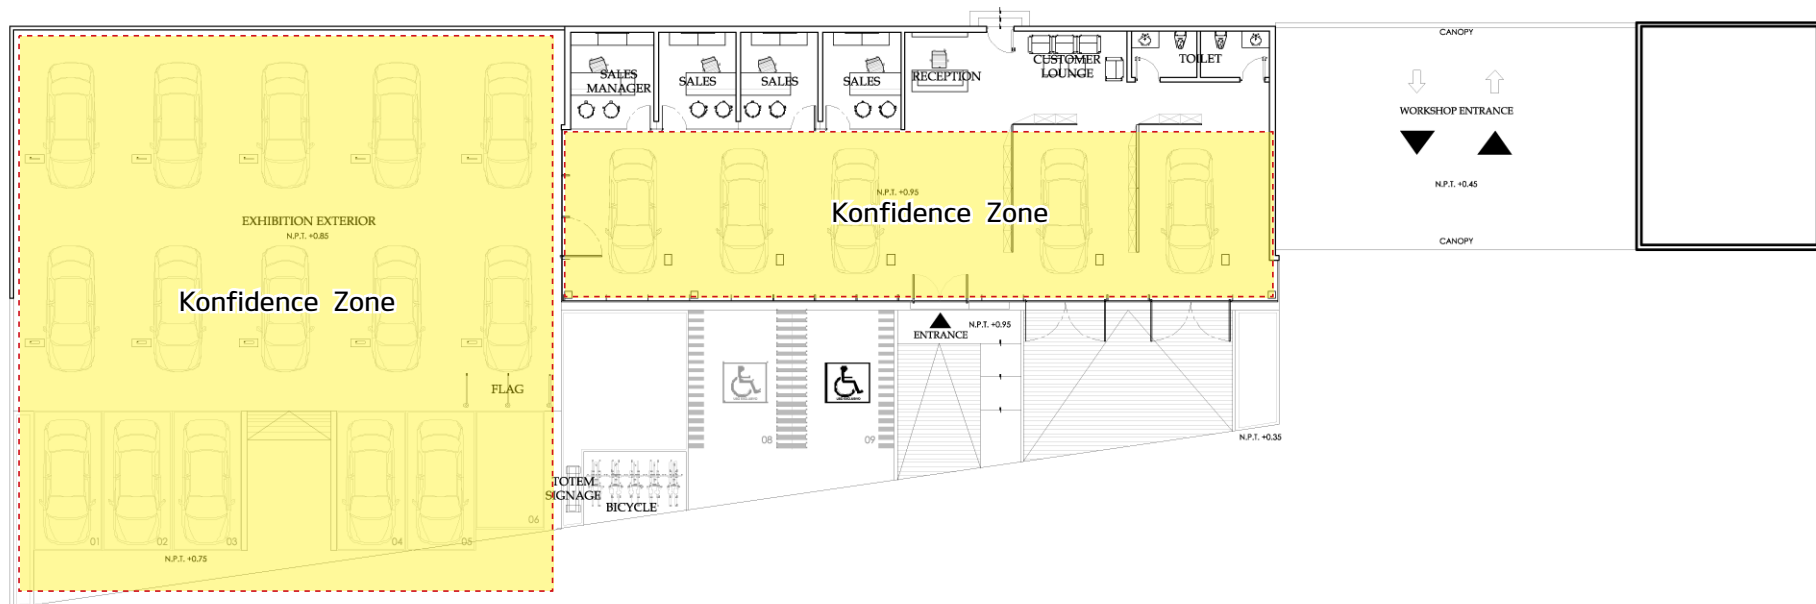 CANOPY
SALES
MANAGER
SALES
SALES
SALES
RECEPTION
CUSTOMER
LOUNGE
TOILET
WORKSHOP ENTRANCE
N.P.T. +0.45
N.P.T. +0.95
Konfidence Zone
EXHIBITION EXTERIOR
N.P.T. +0.85
CANOPY
Konfidence Zone
ENTRANCE
N.P.T. +0.95
FLAG
08
09
N.P.T. +0.35
TOTEM
SIGNAGE
BICYCLE
01
02
03
04
05
06
N.P.T. +0.75